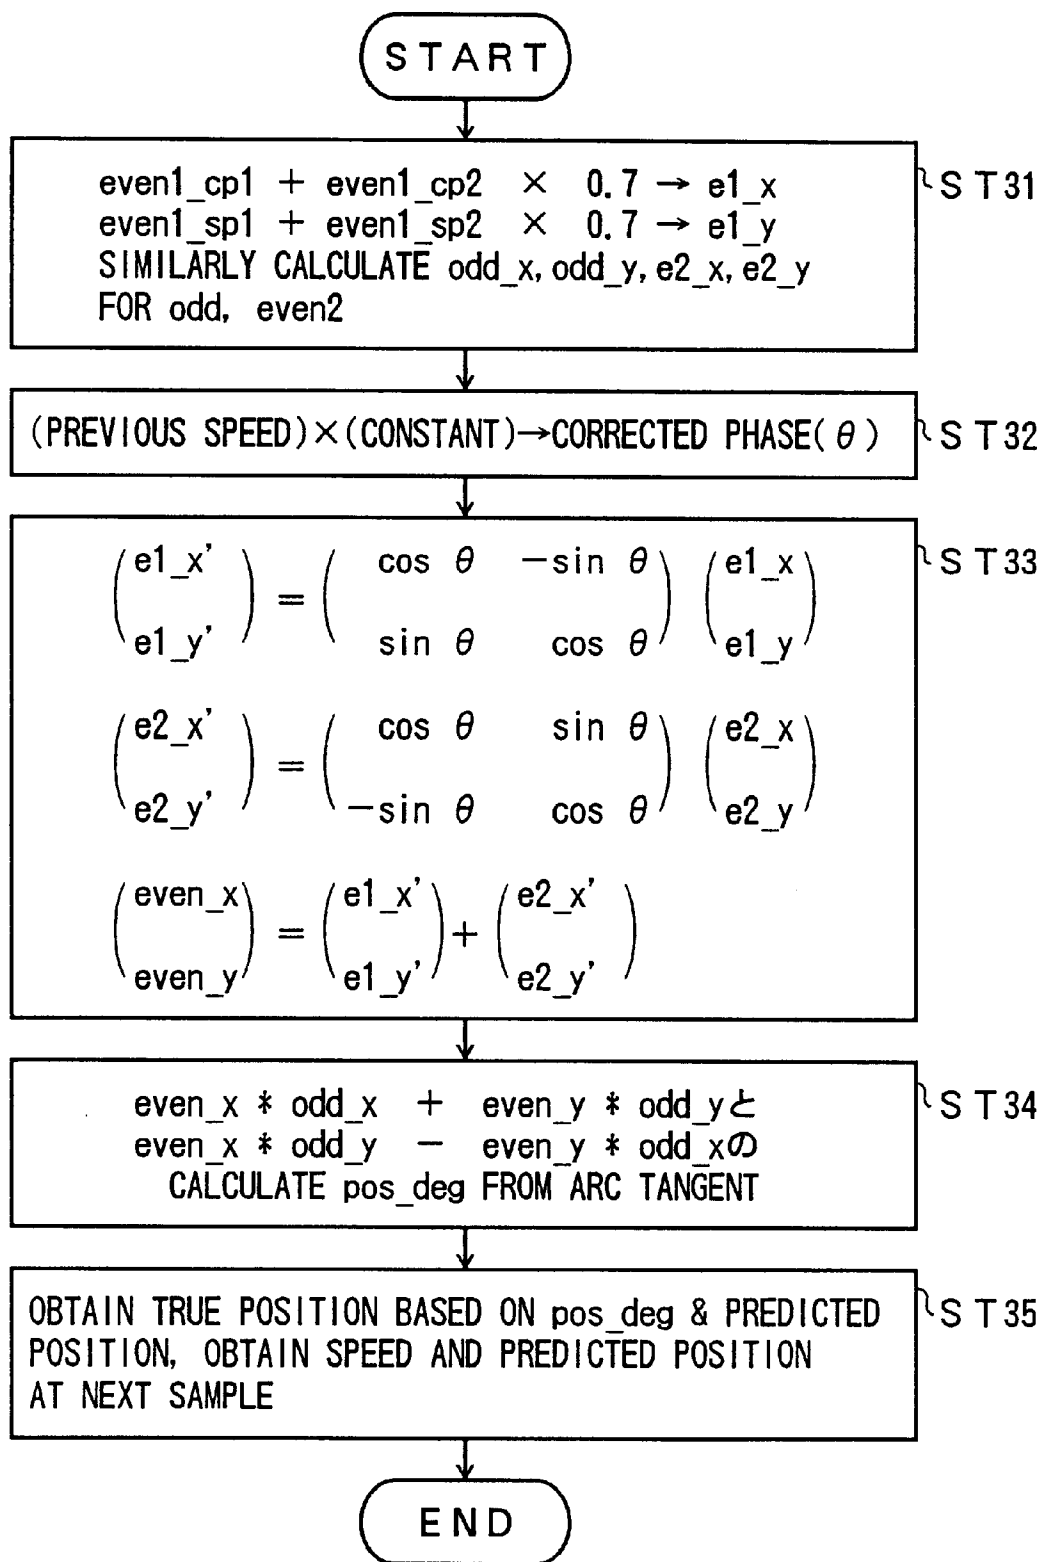 START
even1_cp1 + even1_cp2 × 0.7 → e1_x
even1_sp1 + even1_sp2 × 0.7 → e1_y
SIMILARLY CALCULATE odd_x, odd_y, e2_x, e2_y
FOR odd, even2
ST31
(PREVIOUS SPEED)×(CONSTANT)→CORRECTED PHASE(θ)
ST32
e1_x' cos θ −sin θ e1_x
=
e1_y' sin θ cos θ e1_y
ST33
e2_x' cos θ sin θ e2_x
=
e2_y' −sin θ cos θ e2_y
even_x e1_x' e2_x'
= +
even_y e1_y' e2_y'
even_x * odd_x + even_y * odd_yと
even_x * odd_y − even_y * odd_xの
CALCULATE pos_deg FROM ARC TANGENT
ST34
OBTAIN TRUE POSITION BASED ON pos_deg & PREDICTED
POSITION, OBTAIN SPEED AND PREDICTED POSITION
AT NEXT SAMPLE
ST35
END